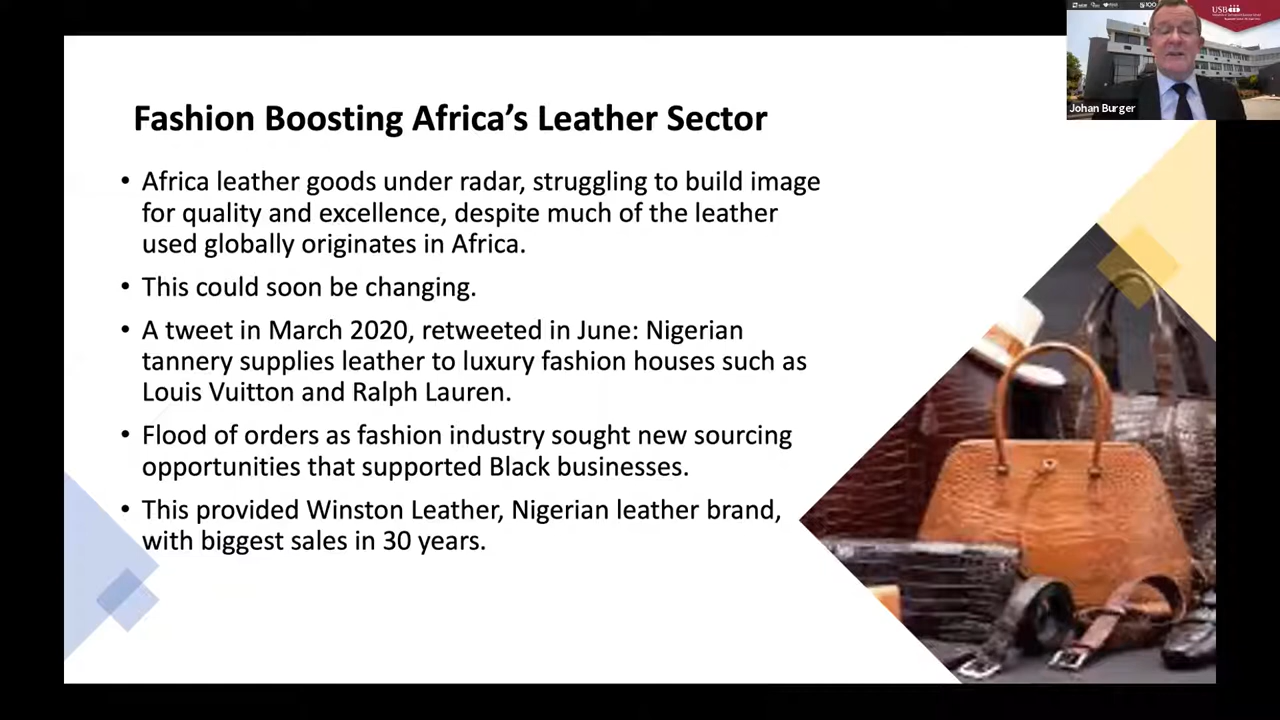 USB
Johan Burger
Fashion Boosting Africa’s Leather Sector
• Africa leather goods under radar, struggling to build image
for quality and excellence, despite much of the leather
used globally originates in Africa.
• This could soon be changing.
• A tweet in March 2020, retweeted in June: Nigerian
tannery supplies leather to luxury fashion houses such as
Louis Vuitton and Ralph Lauren.
• Flood of orders as fashion industry sought new sourcing
opportunities that supported Black businesses.
• This provided Winston Leather, Nigerian leather brand,
with biggest sales in 30 years.